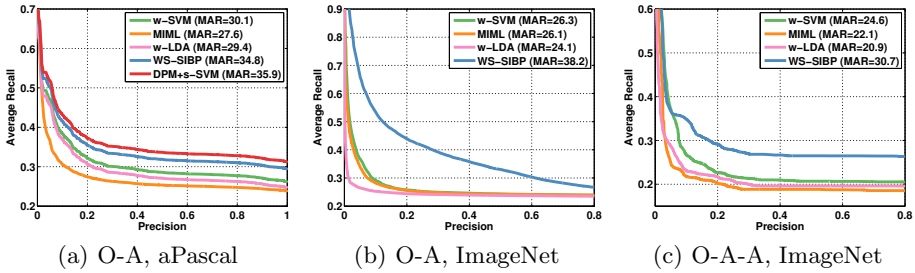 0.7
0.6
0.5
0.4
0.3
0.2
0
0.2
0.4
0.6
0.8
1
Average Recall
Precision
w-SVM (MAR=30.1)
MIML (MAR=27.6)
w-LDA (MAR=29.4)
WS-SIBP (MAR=34.8)
DPM+s-SVM (MAR=35.9)
(a) O-A, aPascal
0.9
0.8
0.7
0.6
0.5
0.4
0.3
0.2
0
0.2
0.4
0.6
0.8
Average Recall
Precision
w-SVM (MAR=26.3)
MIML (MAR=26.1)
w-LDA (MAR=24.1)
WS-SIBP (MAR=38.2)
(b) O-A, ImageNet
0.6
0.5
0.4
0.3
0.2
0
0.2
0.4
0.6
0.8
Average Recall
Precision
w-SVM (MAR=24.6)
MIML (MAR=22.1)
w-LDA (MAR=20.9)
WS-SIBP (MAR=30.7)
(c) O-A-A, ImageNet